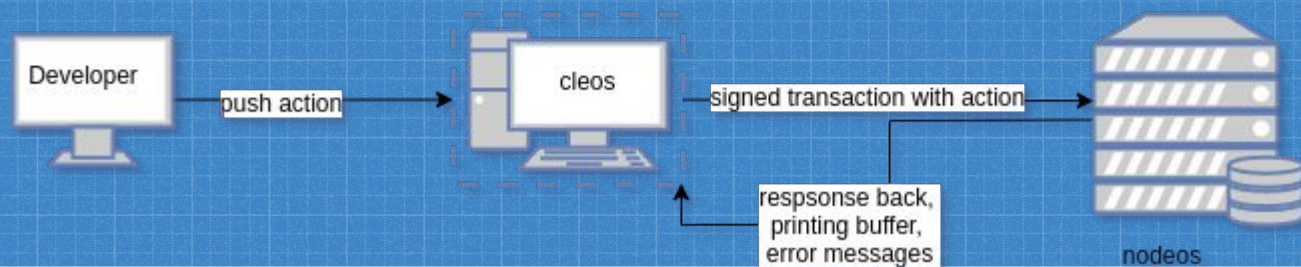 Developer
push action
cleos
signed transaction with action
respsonse back,
printing buffer,
error messages
nodeos